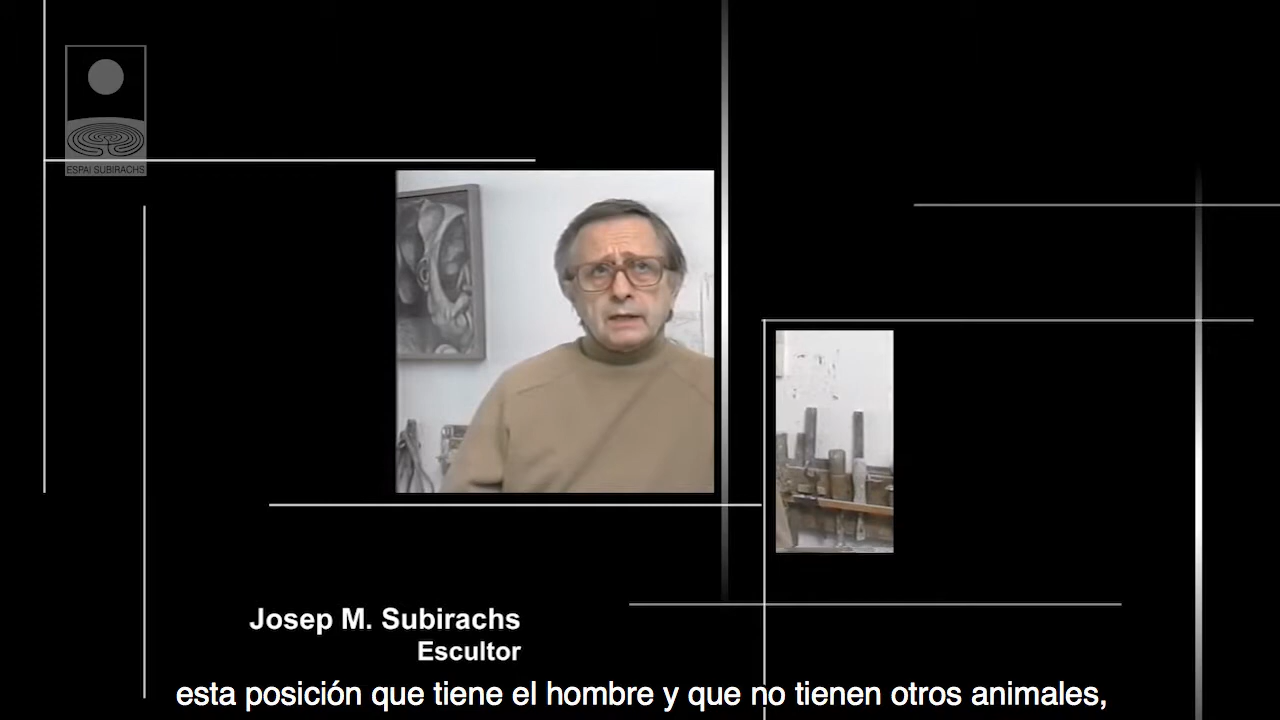 ESPAI SUBIRACHS
Josep M. Subirachs
Escultor
esta posición que tiene el hombre y que no tienen otros animales,